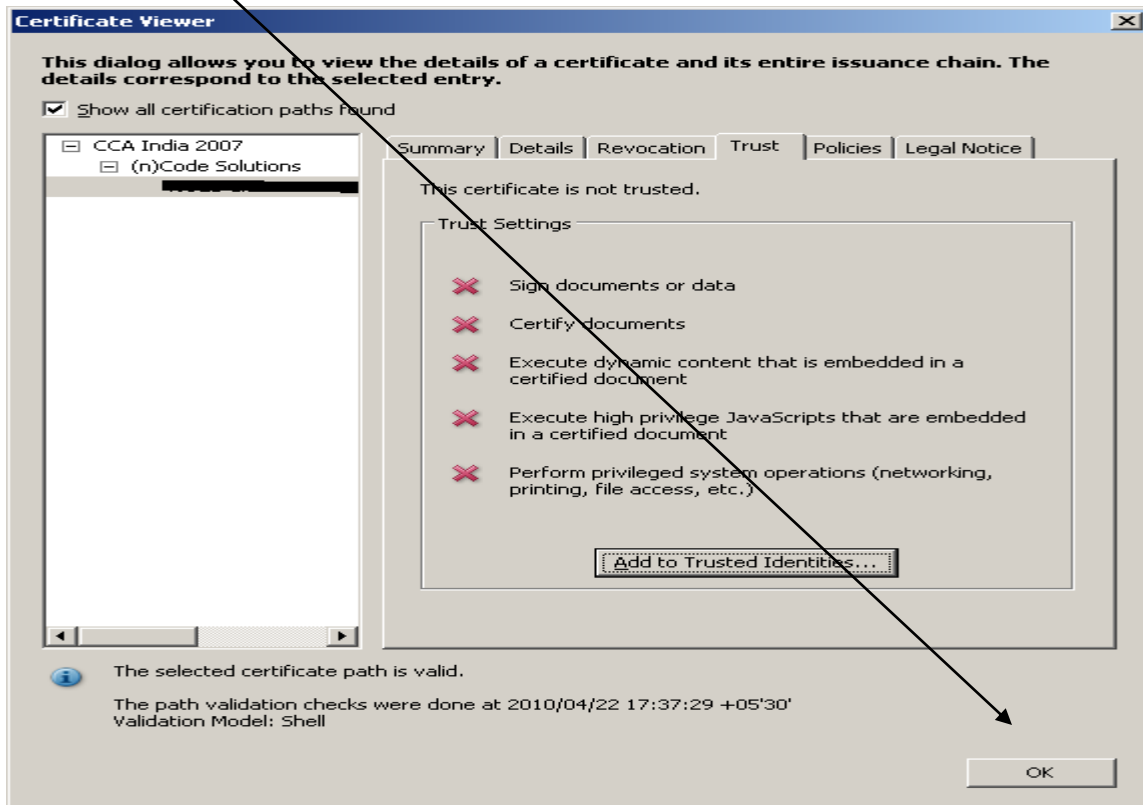 Certificate Viewer
This dialog allows you to view the details of a certificate and its entire issuance chain. The
details correspond to the selected entry.
Show all certification paths found
CCA India 2007
(n)Code Solutions
Summary
Details
Revocation
Trust
Policies
Legal Notice
This certificate is not trusted.
Trust Settings
Sign documents or data
Certify documents
Execute dynamic content that is embedded in a
certified document
Execute high privilege JavaScripts that are embedded
in a certified document
Perform privileged system operations (networking,
printing, file access, etc.)
Add to Trusted Identities...
The selected certificate path is valid.
The path validation checks were done at 2010/04/22 17:37:29 +05'30'
Validation Model: Shell
OK